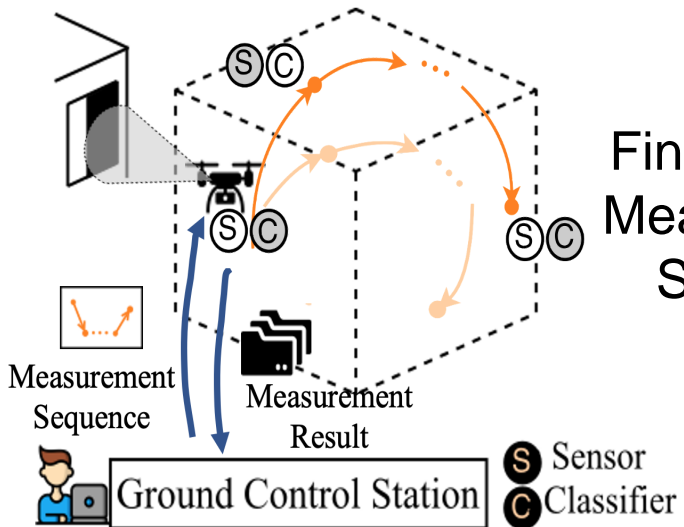 S C
S C
S C
Measurement
Sequence
Measurement
Result
Ground Control Station
S Sensor
C Classifier